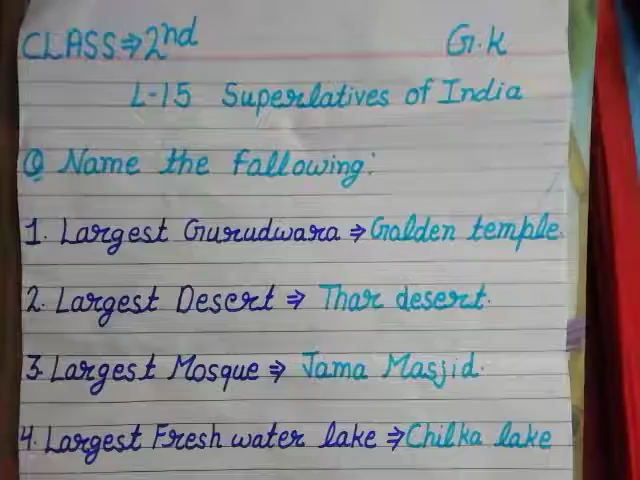 CLASS⇒2nd G.K
L-15 Superlatives of India
Q Name the following:
1. Largest Gurudwara ⇒ Golden temple.
2. Largest Desert ⇒ Thar desert.
3. Largest Mosque ⇒ Jama Masjid.
4. Largest Fresh water lake ⇒ Chilka lake